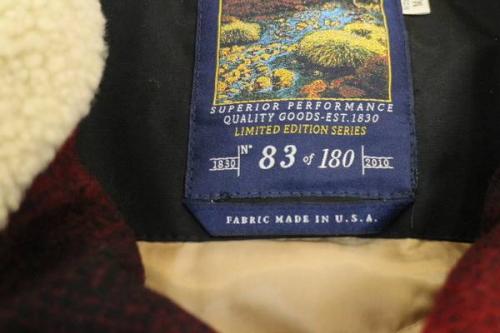 SUPERIOR PERFORMANCE
QUALITY GOODS-EST.1830
LIMITED EDITION SERIES
1830 Nº 83 of 180 2010
FABRIC MADE IN U.S.A.